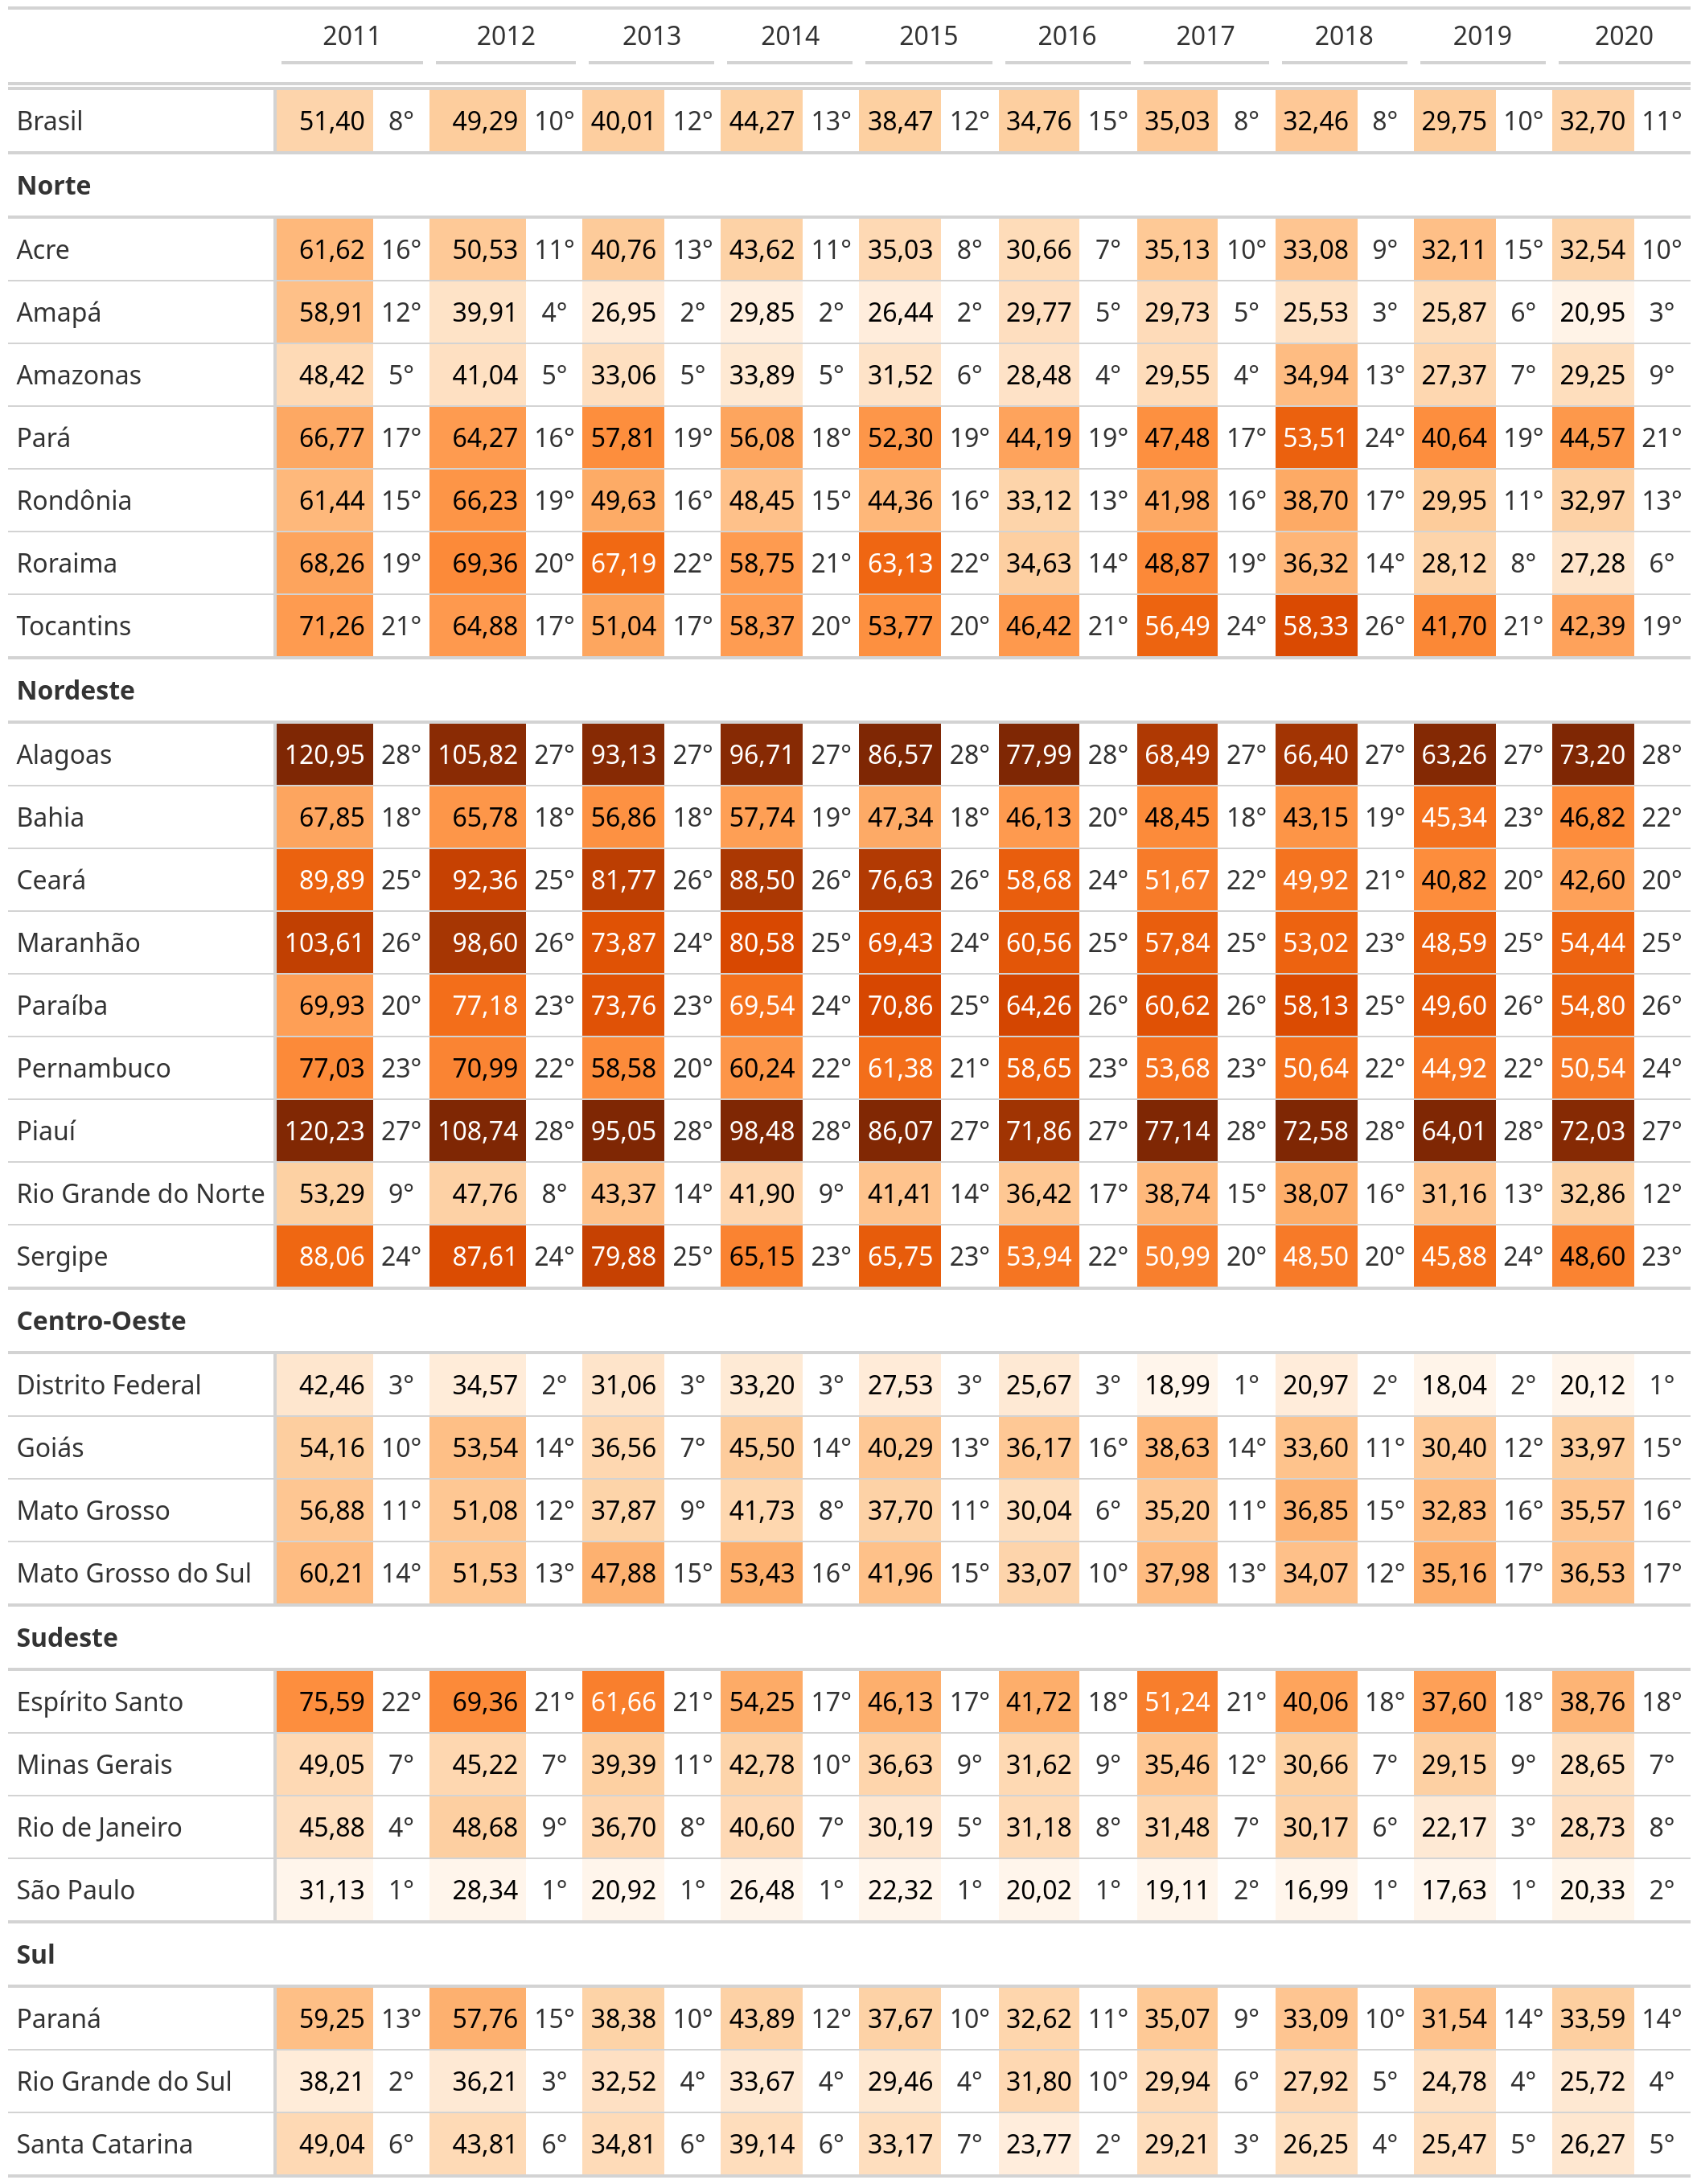 2011 2012 2013 2014 2015 2016 2017 2018 2019 2020
Brasil 51,40 8° 49,29 10° 40,01 12° 44,27 13° 38,47 12° 34,76 15° 35,03 8° 32,46 8° 29,75 10° 32,70 11°
Norte
Acre 61,62 16° 50,53 11° 40,76 13° 43,62 11° 35,03 8° 30,66 7° 35,13 10° 33,08 9° 32,11 15° 32,54 10°
Amapá 58,91 12° 39,91 4° 26,95 2° 29,85 2° 26,44 2° 29,77 5° 29,73 5° 25,53 3° 25,87 6° 20,95 3°
Amazonas 48,42 5° 41,04 5° 33,06 5° 33,89 5° 31,52 6° 28,48 4° 29,55 4° 34,94 13° 27,37 7° 29,25 9°
Pará 66,77 17° 64,27 16° 57,81 19° 56,08 18° 52,30 19° 44,19 19° 47,48 17° 53,51 24° 40,64 19° 44,57 21°
Rondônia 61,44 15° 66,23 19° 49,63 16° 48,45 15° 44,36 16° 33,12 13° 41,98 16° 38,70 17° 29,95 11° 32,97 13°
Roraima 68,26 19° 69,36 20° 67,19 22° 58,75 21° 63,13 22° 34,63 14° 48,87 19° 36,32 14° 28,12 8° 27,28 6°
Tocantins 71,26 21° 64,88 17° 51,04 17° 58,37 20° 53,77 20° 46,42 21° 56,49 24° 58,33 26° 41,70 21° 42,39 19°
Nordeste
Alagoas 120,95 28° 105,82 27° 93,13 27° 96,71 27° 86,57 28° 77,99 28° 68,49 27° 66,40 27° 63,26 27° 73,20 28°
Bahia 67,85 18° 65,78 18° 56,86 18° 57,74 19° 47,34 18° 46,13 20° 48,45 18° 43,15 19° 45,34 23° 46,82 22°
Ceará 89,89 25° 92,36 25° 81,77 26° 88,50 26° 76,63 26° 58,68 24° 51,67 22° 49,92 21° 40,82 20° 42,60 20°
Maranhão 103,61 26° 98,60 26° 73,87 24° 80,58 25° 69,43 24° 60,56 25° 57,84 25° 53,02 23° 48,59 25° 54,44 25°
Paraíba 69,93 20° 77,18 23° 73,76 23° 69,54 24° 70,86 25° 64,26 26° 60,62 26° 58,13 25° 49,60 26° 54,80 26°
Pernambuco 77,03 23° 70,99 22° 58,58 20° 60,24 22° 61,38 21° 58,65 23° 53,68 23° 50,64 22° 44,92 22° 50,54 24°
Piauí 120,23 27° 108,74 28° 95,05 28° 98,48 28° 86,07 27° 71,86 27° 77,14 28° 72,58 28° 64,01 28° 72,03 27°
Rio Grande do Norte 53,29 9° 47,76 8° 43,37 14° 41,90 9° 41,41 14° 36,42 17° 38,74 15° 38,07 16° 31,16 13° 32,86 12°
Sergipe 88,06 24° 87,61 24° 79,88 25° 65,15 23° 65,75 23° 53,94 22° 50,99 20° 48,50 20° 45,88 24° 48,60 23°
Centro-Oeste
Distrito Federal 42,46 3° 34,57 2° 31,06 3° 33,20 3° 27,53 3° 25,67 3° 18,99 1° 20,97 2° 18,04 2° 20,12 1°
Goiás 54,16 10° 53,54 14° 36,56 7° 45,50 14° 40,29 13° 36,17 16° 38,63 14° 33,60 11° 30,40 12° 33,97 15°
Mato Grosso 56,88 11° 51,08 12° 37,87 9° 41,73 8° 37,70 11° 30,04 6° 35,20 11° 36,85 15° 32,83 16° 35,57 16°
Mato Grosso do Sul 60,21 14° 51,53 13° 47,88 15° 53,43 16° 41,96 15° 33,07 10° 37,98 13° 34,07 12° 35,16 17° 36,53 17°
Sudeste
Espírito Santo 75,59 22° 69,36 21° 61,66 21° 54,25 17° 46,13 17° 41,72 18° 51,24 21° 40,06 18° 37,60 18° 38,76 18°
Minas Gerais 49,05 7° 45,22 7° 39,39 11° 42,78 10° 36,63 9° 31,62 9° 35,46 12° 30,66 7° 29,15 9° 28,65 7°
Rio de Janeiro 45,88 4° 48,68 9° 36,70 8° 40,60 7° 30,19 5° 31,18 8° 31,48 7° 30,17 6° 22,17 3° 28,73 8°
São Paulo 31,13 1° 28,34 1° 20,92 1° 26,48 1° 22,32 1° 20,02 1° 19,11 2° 16,99 1° 17,63 1° 20,33 2°
Sul
Paraná 59,25 13° 57,76 15° 38,38 10° 43,89 12° 37,67 10° 32,62 11° 35,07 9° 33,09 10° 31,54 14° 33,59 14°
Rio Grande do Sul 38,21 2° 36,21 3° 32,52 4° 33,67 4° 29,46 4° 31,80 10° 29,94 6° 27,92 5° 24,78 4° 25,72 4°
Santa Catarina 49,04 6° 43,81 6° 34,81 6° 39,14 6° 33,17 7° 23,77 2° 29,21 3° 26,25 4° 25,47 5° 26,27 5°